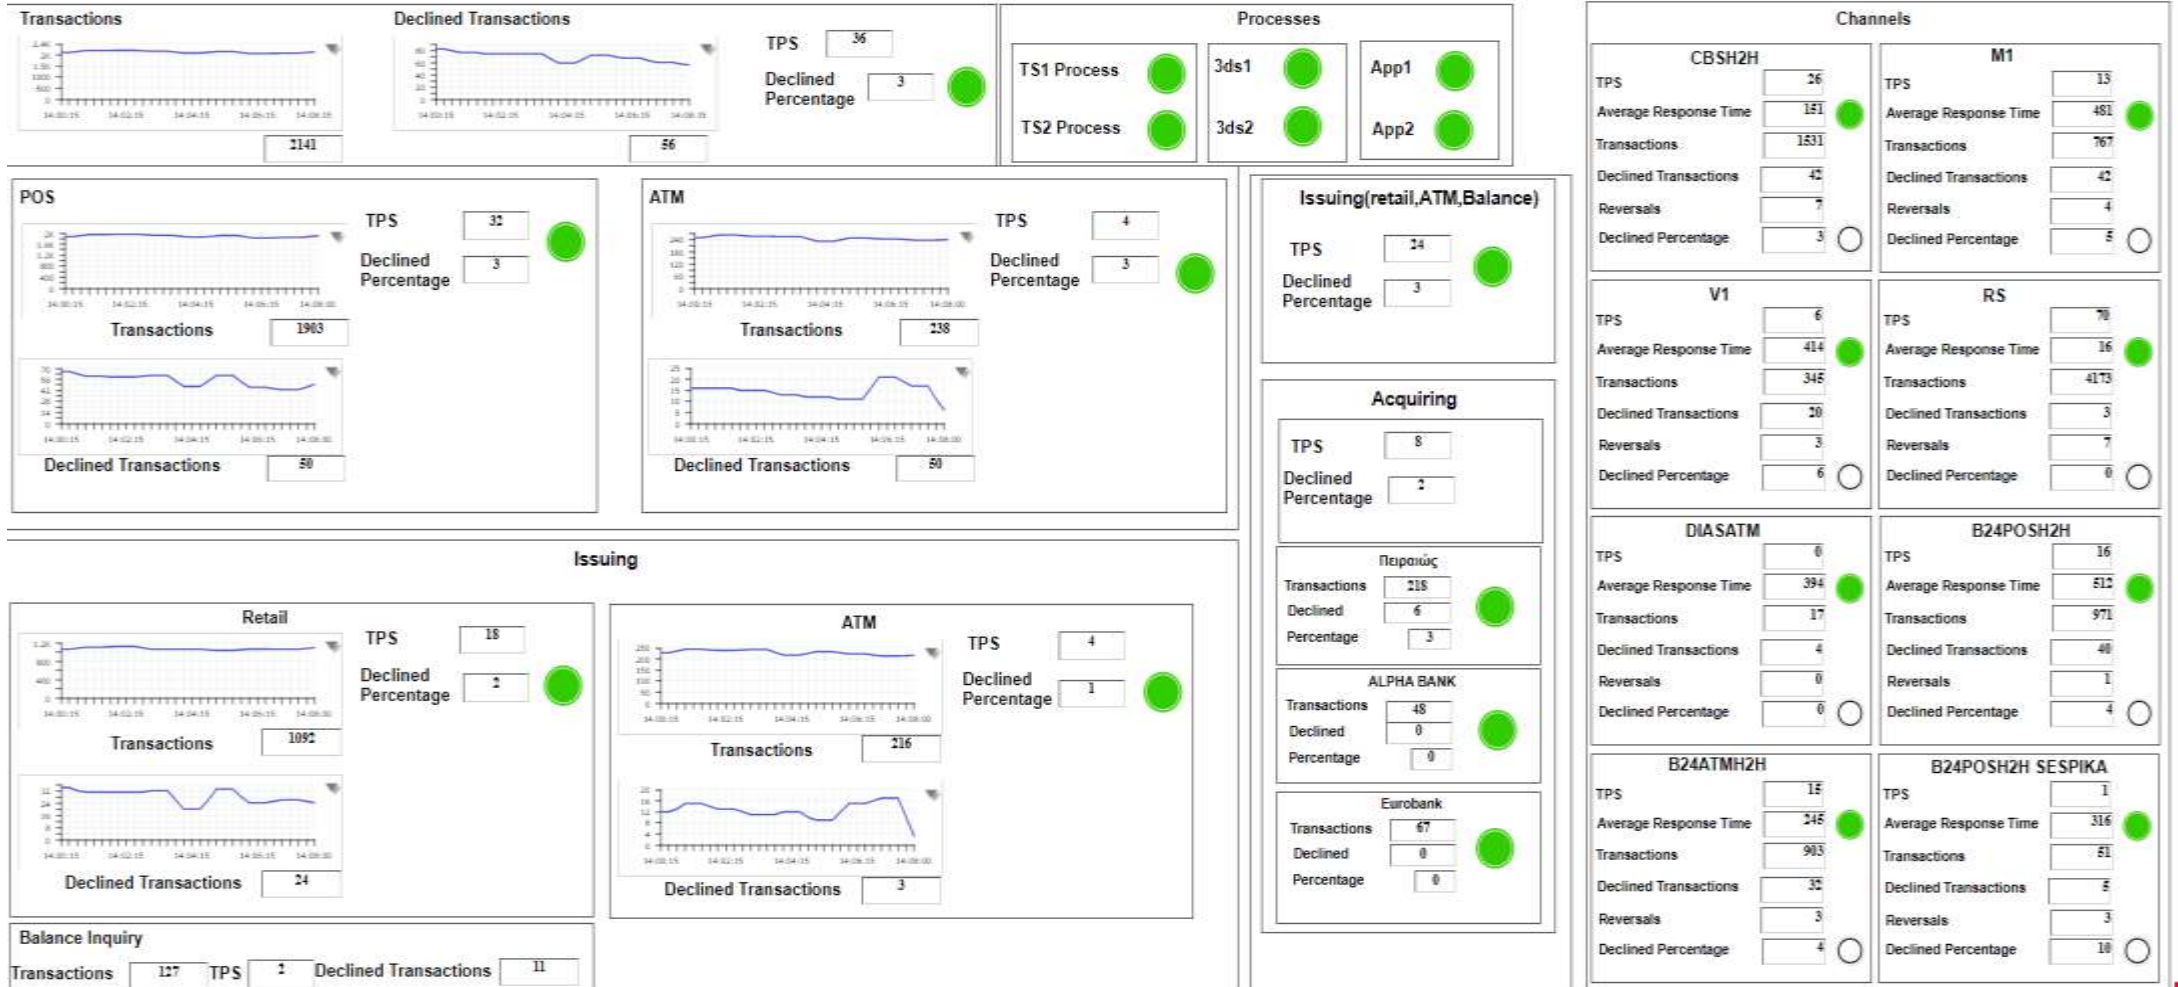 Transactions
2141
Declined Transactions
56
TPS 36
Declined Percentage 3
Processes
TS1 Process
TS2 Process
3ds1
3ds2
App1
App2
POS
TPS 32
Declined Percentage 3
Transactions 1903
Declined Transactions 50
ATM
TPS 4
Declined Percentage 3
Transactions 238
Declined Transactions 50
Issuing
Retail
TPS 18
Declined Percentage 2
Transactions 1092
Declined Transactions 24
ATM
TPS 4
Declined Percentage 1
Transactions 216
Declined Transactions 3
Balance Inquiry
Transactions 127 TPS 2 Declined Transactions 11
Issuing(retail,ATM,Balance)
TPS 24
Declined Percentage 3
Acquiring
TPS 8
Declined Percentage 2
Πειραιώς
Transactions 218
Declined 6
Percentage 3
ALPHA BANK
Transactions 48
Declined 0
Percentage 0
Eurobank
Transactions 67
Declined 0
Percentage 0
Channels
CBSH2H
TPS 26
Average Response Time 151
Transactions 1531
Declined Transactions 42
Reversals 7
Declined Percentage 3
M1
TPS 13
Average Response Time 481
Transactions 767
Declined Transactions 42
Reversals 4
Declined Percentage 5
V1
TPS 6
Average Response Time 414
Transactions 345
Declined Transactions 20
Reversals 3
Declined Percentage 6
RS
TPS 70
Average Response Time 16
Transactions 4173
Declined Transactions 3
Reversals 7
Declined Percentage 0
DIASATM
TPS 0
Average Response Time 394
Transactions 17
Declined Transactions 4
Reversals 0
Declined Percentage 0
B24POSH2H
TPS 16
Average Response Time 512
Transactions 971
Declined Transactions 40
Reversals 1
Declined Percentage 4
B24ATMH2H
TPS 15
Average Response Time 245
Transactions 903
Declined Transactions 32
Reversals 3
Declined Percentage 4
B24POSH2H SESPIKA
TPS 1
Average Response Time 316
Transactions 51
Declined Transactions 5
Reversals 3
Declined Percentage 10